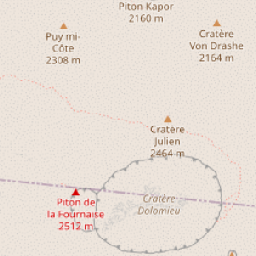 Piton Kapor
2160 m
Puy mi-
Côte
2308 m
Cratère
Von Drashe
2164 m
Cratère
Julien
2464 m
Cratère
Dolomieu
Piton de
la Fournaise
2512 m